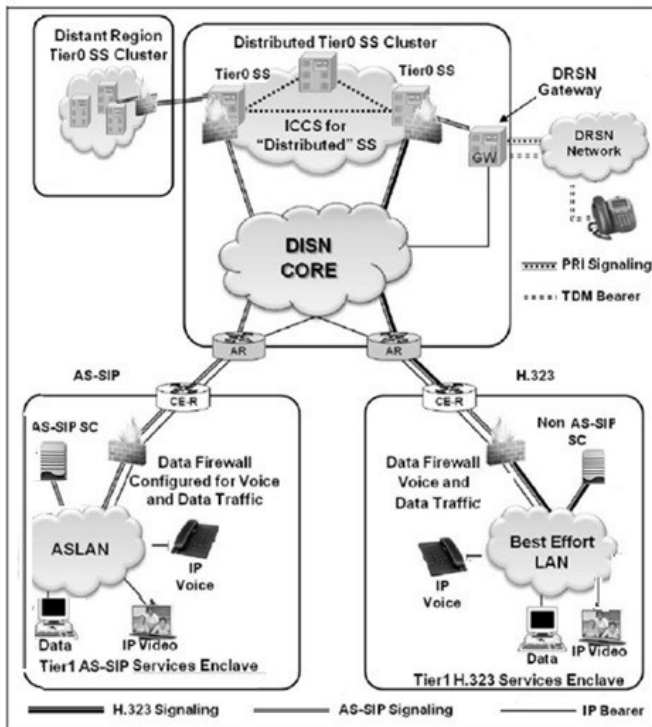 Distant Region
Tier0 SS Cluster
Distributed Tier0 SS Cluster
Tier0 SS
Tier0 SS
ICCS for
"Distributed" SS
DRSN
Gateway
GW
DRSN
Network
DISN
CORE
PRI Signaling
TDM Bearer
AR
AR
AS-SIP
H.323
CE-R
CE-R
AS-SIP SC
Data Firewall
Configured for Voice
and Data Traffic
ASLAN
IP
Voice
Data
IP Video
Tier1 AS-SIP Services Enclave
Non AS-SIP
SC
Data Firewall
Voice and
Data Traffic
Best Effort
LAN
IP
Voice
Data
IP Video
Tier1 H.323 Services Enclave
H.323 Signaling
AS-SIP Signaling
IP Bearer